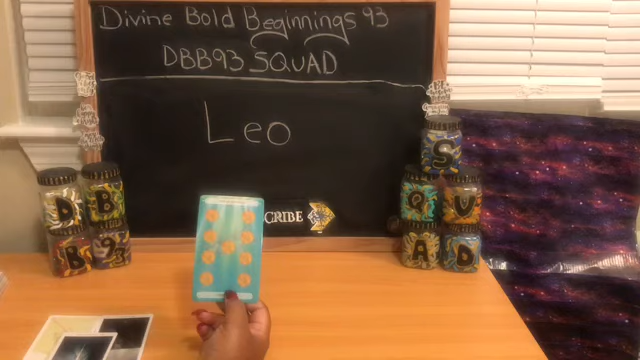 Divine Bold Beginnings 93
DBB93 SQUAD
Leo
CRIBE
D B
B 93
S
Q U
A D